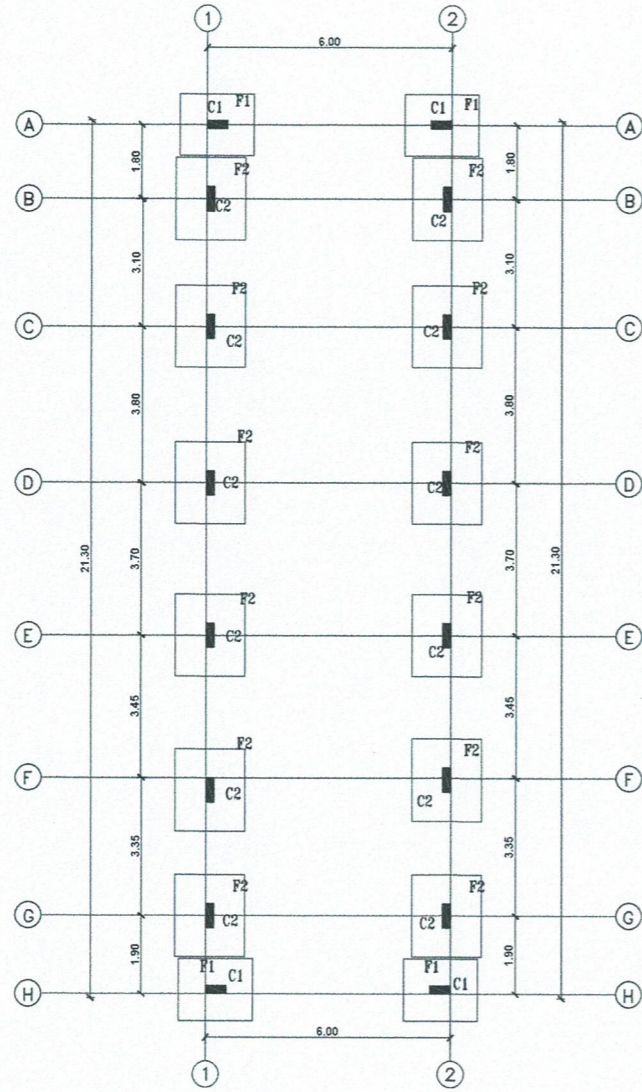 1 2
6.00
C1 F1 C1 F1
A A
1.80 1.80
F2 F2
B B
C2 C2
3.10 3.10
F2 F2
C C
C2 C2
3.80 3.80
F2 F2
D C2 C2 D
21.30 3.70 3.70 21.30
F2 F2
E C2 E
C2
3.45 3.45
F2 F2
F F
C2 C2
3.35 3.35
F2 F2
G C2 C2 G
1.90 1.90
F1 C1 F1 C1
H H
6.00
1 2